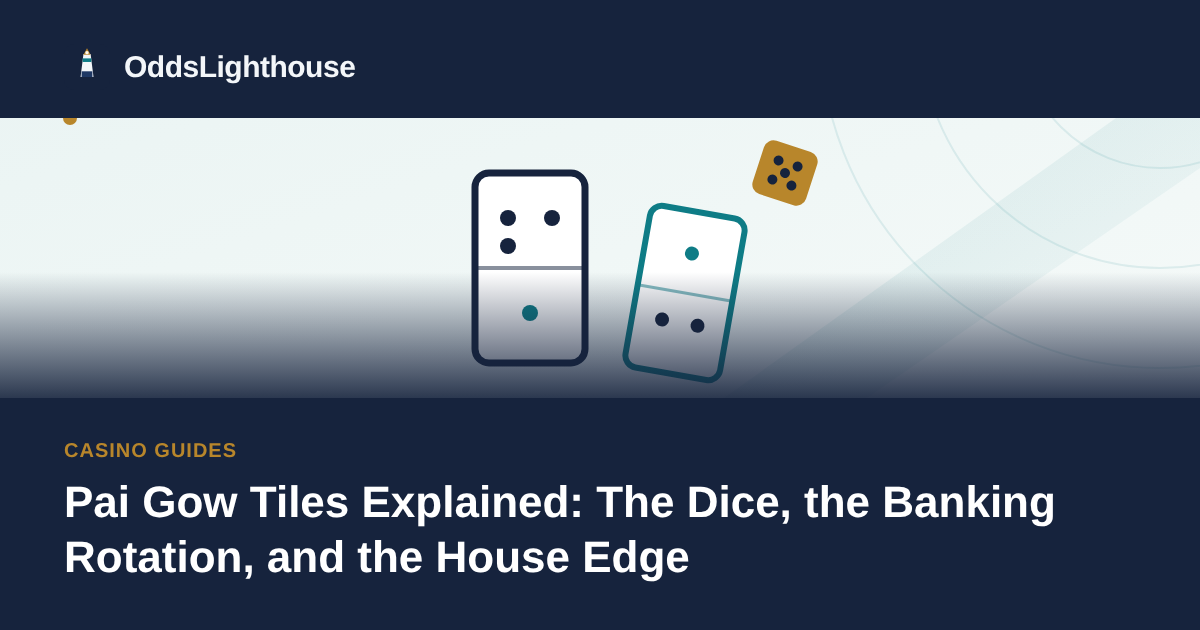 OddsLighthouse
CASINO GUIDES
Pai Gow Tiles Explained: The Dice, the Banking
Rotation, and the House Edge